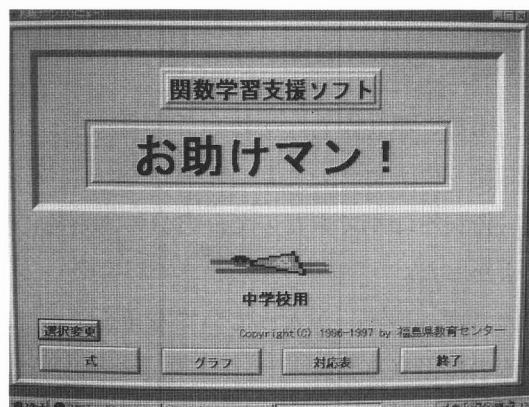 関数学習支援ソフト
お助けマン！
中学校用
選択変更
Copyright(C) 1996-1997 by 福島県教育センター
式
グラフ
対応表
終了